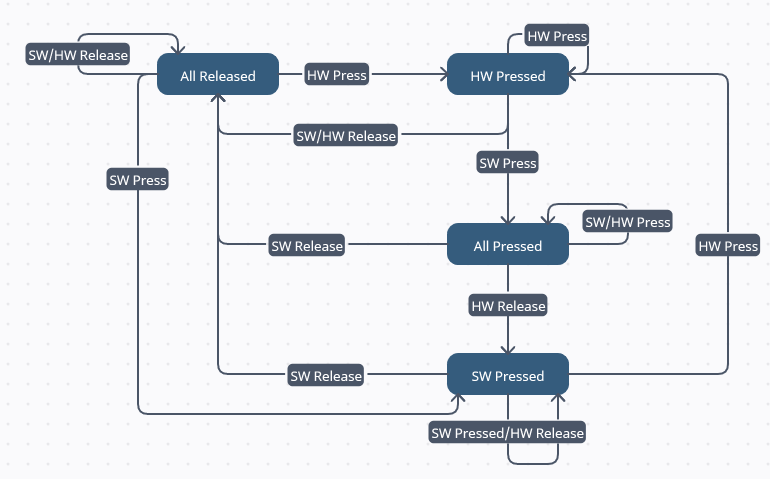 HW Press
SW/HW Release
All Released
HW Press
HW Pressed
SW/HW Release
SW Press
SW Press
SW/HW Press
SW Release
All Pressed
HW Press
HW Release
SW Release
SW Pressed
SW Pressed/HW Release